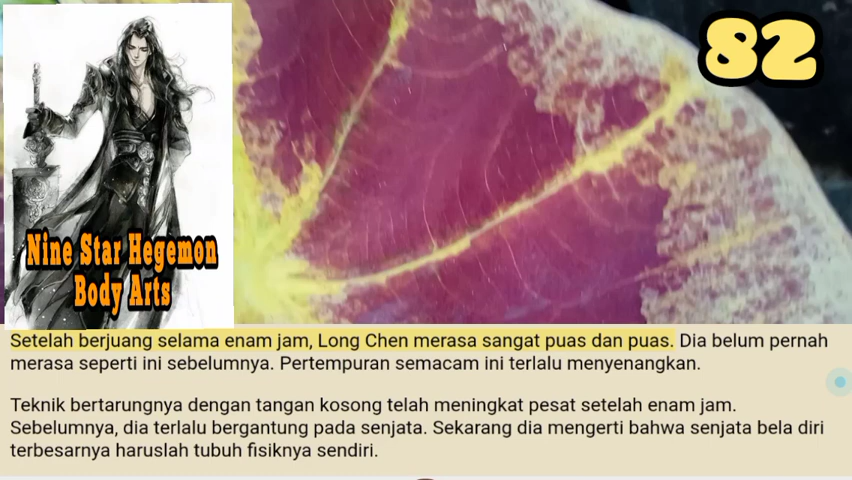 82
Nine Star Hegemon
Body Arts
Setelah berjuang selama enam jam, Long Chen merasa sangat puas dan puas. Dia belum pernah
merasa seperti ini sebelumnya. Pertempuran semacam ini terlalu menyenangkan.
Teknik bertarungnya dengan tangan kosong telah meningkat pesat setelah enam jam.
Sebelumnya, dia terlalu bergantung pada senjata. Sekarang dia mengerti bahwa senjata bela diri
terbesarnya haruslah tubuh fisiknya sendiri.